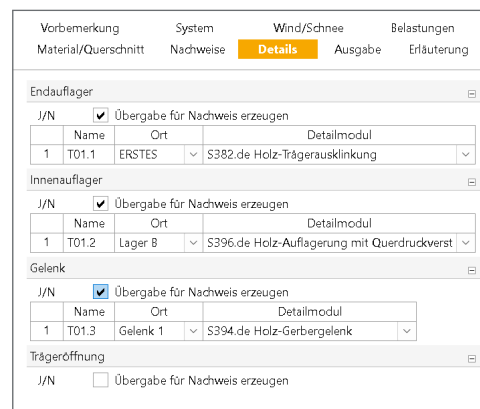 Vorbemerkung System Wind/Schnee Belastungen
Material/Querschnitt Nachweise Details Ausgabe Erläuterung
Endauflager
J/N Übergabe für Nachweis erzeugen
Name Ort Detailmodul
1 T01.1 ERSTES S382.de Holz-Trägerausklinkung
Innenauflager
J/N Übergabe für Nachweis erzeugen
Name Ort Detailmodul
1 T01.2 Lager B S396.de Holz-Auflagerung mit Querdruckverst
Gelenk
J/N Übergabe für Nachweis erzeugen
Name Ort Detailmodul
1 T01.3 Gelenk 1 S394.de Holz-Gerbergelenk
Trägeröffnung
J/N Übergabe für Nachweis erzeugen